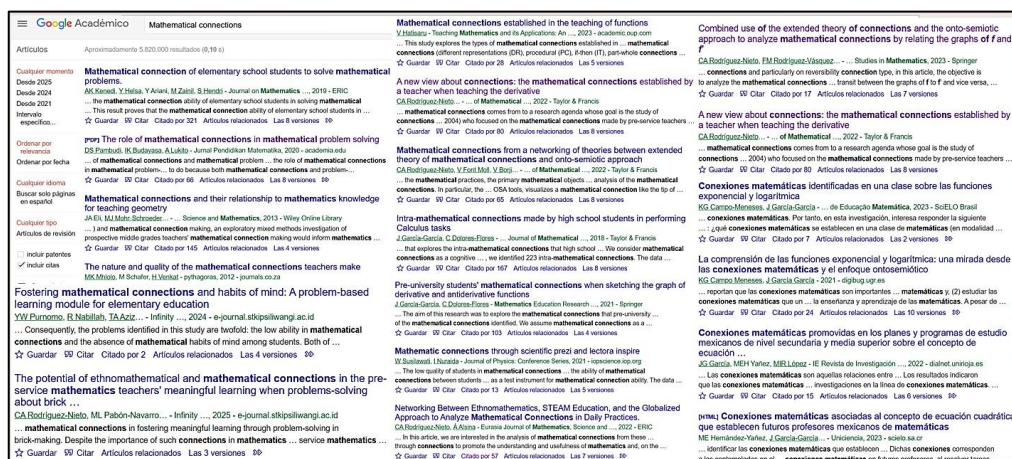 Google Académico
Mathematical connections
Artículos
Aproximadamente 5.820.000 resultados (0,10 s)
Cualquier momento
Desde 2025
Desde 2024
Desde 2021
Intervalo
específico...
Ordenar por
relevancia
Ordenar por fecha
Cualquier idioma
Buscar sólo páginas
en español
Cualquier tipo
Artículos de revisión
incluir patentes
incluir citas
Mathematical connection of elementary school students to solve mathematical
problems.
AK Kenedi, Y Helsa, Y Ariani, M Zainil, S Hendri - Journal on Mathematics ..., 2019 - ERIC
... the mathematical connection ability of elementary school students in solving mathematical
... This result proves that the mathematical connection ability of elementary school students in ...
Guardar Citar Citado por 321 Artículos relacionados Las 8 versiones
[PDF] The role of mathematical connections in mathematical problem solving
DS Pambudi, IK Budayasa, A Lukito - Jurnal Pendidikan Matematika, 2020 - academia.edu
... of mathematical connections and mathematical problem ... the role of mathematical connections
in mathematical problem-... to do because both mathematical connections and problem-...
Guardar Citar Citado por 66 Artículos relacionados Las 8 versiones
Mathematical connections and their relationship to mathematics knowledge
for teaching geometry
JA Eli, MJ Mohr-Schroeder... - ... Science and Mathematics, 2013 - Wiley Online Library
... ) and mathematical connection making, an exploratory mixed methods investigation of
prospective middle grades teachers' mathematical connection making would inform mathematics ...
Guardar Citar Citado por 145 Artículos relacionados Las 4 versiones
The nature and quality of the mathematical connections teachers make
MK Mhlolo, M Schafer, H Venkat - pythagoras, 2012 - journals.co.za
Fostering mathematical connections and habits of mind: A problem-based
learning module for elementary education
YW Purnomo, R Nabillah, TA Aziz... - Infinity ..., 2024 - e-journal.stkipsiliwangi.ac.id
... Consequently, the problems identified in this study are twofold: the low ability in mathematical
connections and the absence of mathematical habits of mind among students. Both of ...
Guardar Citar Citado por 2 Artículos relacionados Las 4 versiones
The potential of ethnomathematical and mathematical connections in the pre-
service mathematics teachers' meaningful learning when problems-solving
about brick ...
CA Rodríguez-Nieto, ML Pabón-Navarro... - Infinity ..., 2025 - e-journal.stkipsiliwangi.ac.id
... mathematical connections in fostering meaningful learning through problem-solving in
brick-making. Despite the importance of such connections in mathematics ... service mathematics ...
Guardar Citar Artículos relacionados Las 3 versiones
Mathematical connections established in the teaching of functions
V Hatisaru - Teaching Mathematics and its Applications: An ..., 2023 - academic.oup.com
... This study explores the types of mathematical connections established in ... mathematical
connections (different representations (DR), procedural (PC), if-then (IT), part-whole connections ...
Guardar Citar Citado por 28 Artículos relacionados Las 5 versiones
A new view about connections: the mathematical connections established by
a teacher when teaching the derivative
CA Rodríguez-Nieto... - ... of Mathematical ..., 2022 - Taylor & Francis
... mathematical connections comes from to a research agenda whose goal is the study of
connections ... 2004) who focused on the mathematical connections made by pre-service teachers ...
Guardar Citar Citado por 80 Artículos relacionados Las 8 versiones
Mathematical connections from a networking of theories between extended
theory of mathematical connections and onto-semiotic approach
CA Rodríguez-Nieto, V Font Moll, V Borji... - ... of Mathematical ..., 2022 - Taylor & Francis
... the mathematical practices, the primary mathematical objects ... analysis of the mathematical
connections. In particular, the ... OSA tools, visualizes a mathematical connection like the tip of ...
Guardar Citar Citado por 65 Artículos relacionados Las 8 versiones
Intra-mathematical connections made by high school students in performing
Calculus tasks
J García-García, C Dolores-Flores - ... Journal of Mathematical ..., 2018 - Taylor & Francis
... that explores the intra-mathematical connections that high school ... We consider mathematical
connections as a cognitive ... , we identified 223 intra-mathematical connections. The data ...
Guardar Citar Citado por 167 Artículos relacionados Las 8 versiones
Pre-university students' mathematical connections when sketching the graph of
derivative and antiderivative functions
J García-García, C Dolores-Flores - Mathematics Education Research ..., 2021 - Springer
... The aim of this research was to explore the mathematical connections that pre-university ...
of the mathematical connections identified. We assume mathematical connections as a ...
Guardar Citar Citado por 101 Artículos relacionados Las 4 versiones
Mathematic connections through scientific prezi and lectora inspire
W Susilawati, I Nuraida - Journal of Physics: Conference Series, 2021 - iopscience.iop.org
... The low quality of students in mathematical connections ... the ability of mathematical
connections between students ... as a test instrument for mathematical connection ability. The data ...
Guardar Citar Citado por 13 Artículos relacionados Las 5 versiones
Networking Between Ethnomathematics, STEAM Education, and the Globalized
Approach to Analyze Mathematical Connections in Daily Practices.
CA Rodríguez-Nieto, Á Alsina - Eurasia Journal of Mathematics, Science and ..., 2022 - ERIC
... In this article, we are interested in the analysis of mathematical connections from these ...
through connections to promote the understanding and usefulness of mathematics and, on the ...
Guardar Citar Citado por 57 Artículos relacionados Las 7 versiones
Combined use of the extended theory of connections and the onto-semiotic
approach to analyze mathematical connections by relating the graphs of f and
f'
CA Rodríguez-Nieto, FM Rodríguez-Vásquez... - ... Studies in Mathematics, 2023 - Springer
... connections and particularly on reversibility connection type, in this article, the objective is
to analyze the mathematical connections ... transit between the graphs of f to f' and vice versa, ...
Guardar Citar Citado por 17 Artículos relacionados Las 7 versiones
A new view about connections: the mathematical connections established by
a teacher when teaching the derivative
CA Rodríguez-Nieto... - ... of Mathematical ..., 2022 - Taylor & Francis
... mathematical connections comes from to a research agenda whose goal is the study of
connections ... 2004) who focused on the mathematical connections made by pre-service teachers ...
Guardar Citar Citado por 80 Artículos relacionados Las 8 versiones
Conexiones matemáticas identificadas en una clase sobre las funciones
exponencial y logarítmica
KG Campo-Meneses, J García-García - ... de Educação Matemática, 2023 - SciELO Brasil
... conexiones matemáticas. Por tanto, en esta investigación, interesa responder la siguiente
... : ¿qué conexiones matemáticas se establecen en una clase de matemáticas (en modalidad ...
Guardar Citar Citado por 7 Artículos relacionados Las 2 versiones
La comprensión de las funciones exponencial y logarítmica: una mirada desde
las conexiones matemáticas y el enfoque ontosemiótico
KG Campo Meneses, J García García - 2021 - digibug.ugr.es
... reportan que las conexiones matemáticas son importantes ... matemáticas y, (2) estudiar las
conexiones matemáticas que un ... la enseñanza y aprendizaje de las matemáticas. A pesar de ...
Guardar Citar Citado por 24 Artículos relacionados Las 10 versiones
Conexiones matemáticas promovidas en los planes y programas de estudio
mexicanos de nivel secundaria y media superior sobre el concepto de
ecuación ...
JG García, MEH Yañez, MIR López - IE Revista de Investigación ..., 2022 - dialnet.unirioja.es
... Las conexiones matemáticas son aquellas relaciones entre ... Los resultados indicaron
que las conexiones matemáticas ... investigaciones en la línea de conexiones matemáticas. ...
Guardar Citar Citado por 15 Artículos relacionados Las 6 versiones
[HTML] Conexiones matemáticas asociadas al concepto de ecuación cuadrática
que establecen futuros profesores mexicanos de matemáticas
ME Hernández-Yañez, J García-García... - Uniciencia, 2023 - scielo.sa.cr
... identificar las conexiones matemáticas que establecen ... Dichas conexiones corresponden